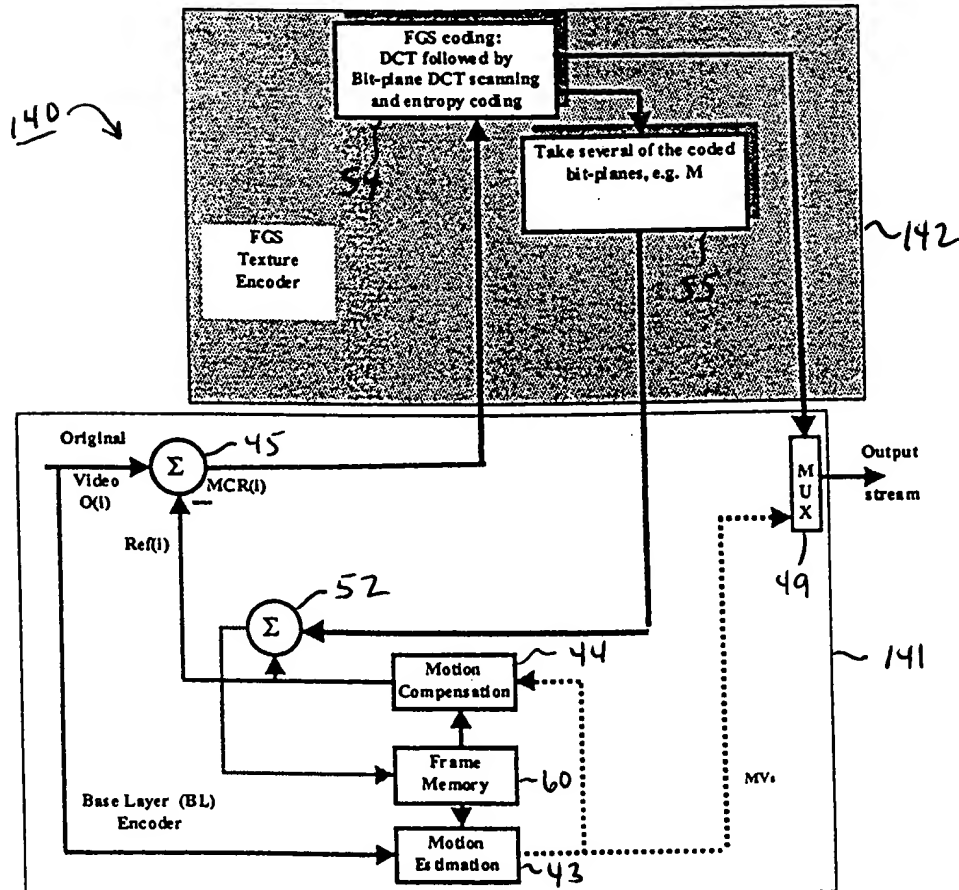 FGS coding:
DCT followed by
Bit-plane DCT scanning
and entropy coding
140
54
Take several of the coded
bit-planes, e.g. M
142
55
FGS
Texture
Encoder
Original
Video
O(i)
Σ
45
MCR(i)
−
Ref(i)
MUX
Output
stream
49
52
Σ
44
Motion
Compensation
141
Frame
Memory
60
MVs
Base Layer (BL)
Encoder
Motion
Estimation
43